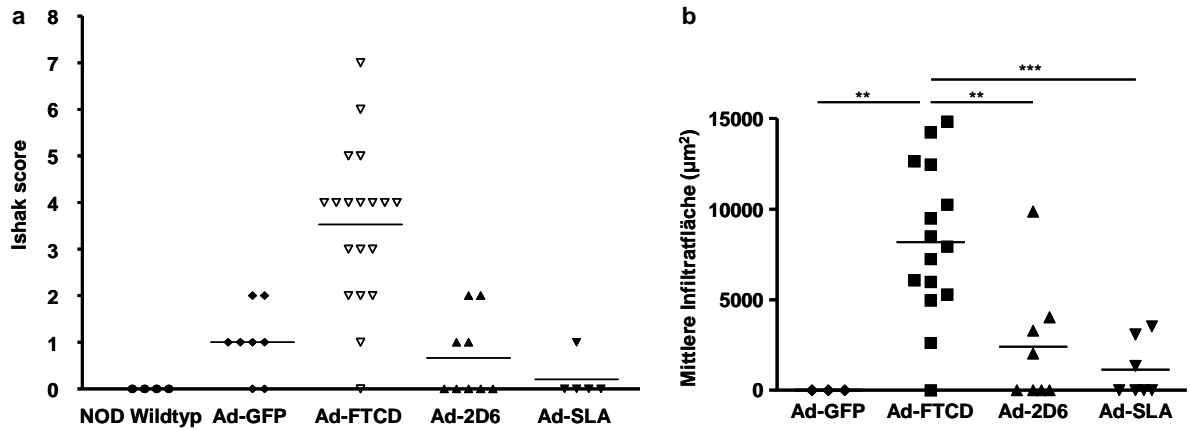 a
8
7
6
5
4
3
2
1
0
Ishak score
NOD Wildtyp Ad-GFP Ad-FTCD Ad-2D6 Ad-SLA
b
***
** **
15000
10000
5000
0
Mittlere Infiltratfläche (µm²)
Ad-GFP Ad-FTCD Ad-2D6 Ad-SLA